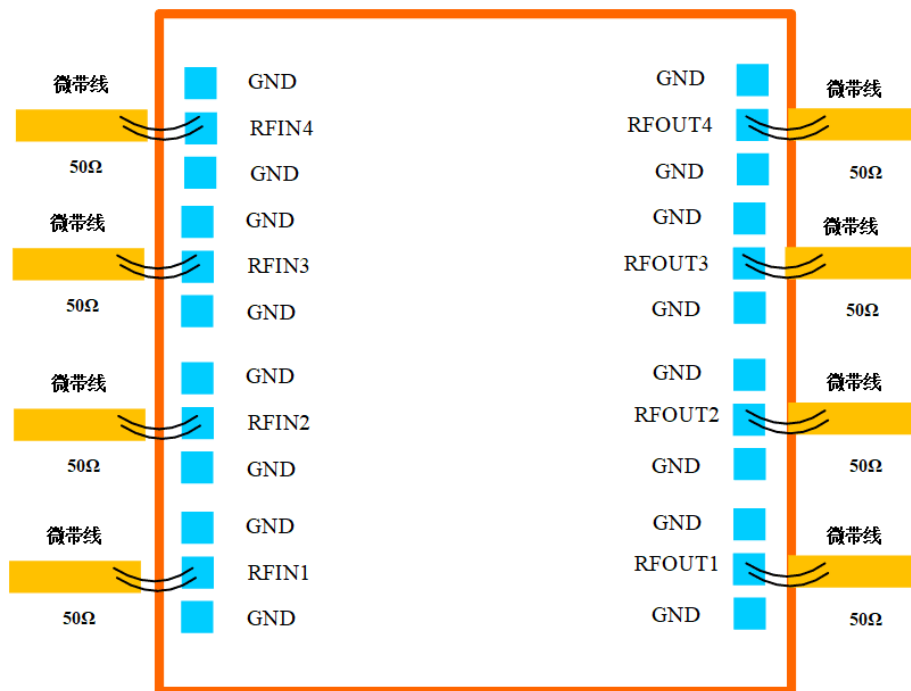 GND
GND
微带线
微带线
RFIN4
RFOUT4
50Ω
GND
GND
50Ω
微带线
GND
GND
微带线
RFIN3
RFOUT3
50Ω
GND
GND
50Ω
微带线
GND
GND
微带线
RFIN2
RFOUT2
50Ω
GND
GND
50Ω
微带线
GND
GND
微带线
RFIN1
RFOUT1
50Ω
GND
GND
50Ω